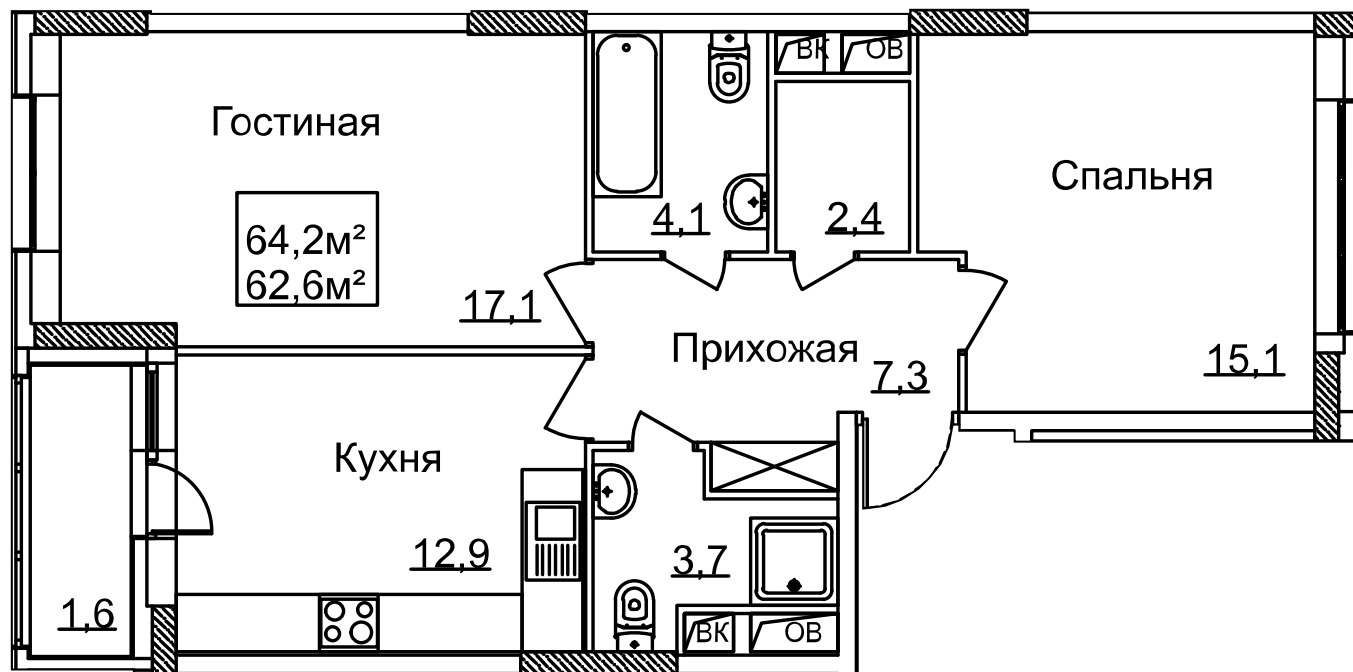 ВК
ОВ
Гостиная
Спальня
4,1
2,4
64,2м²
62,6м²
17,1
Прихожая
7,3
15,1
Кухня
12,9
3,7
1,6
ВК
ОВ